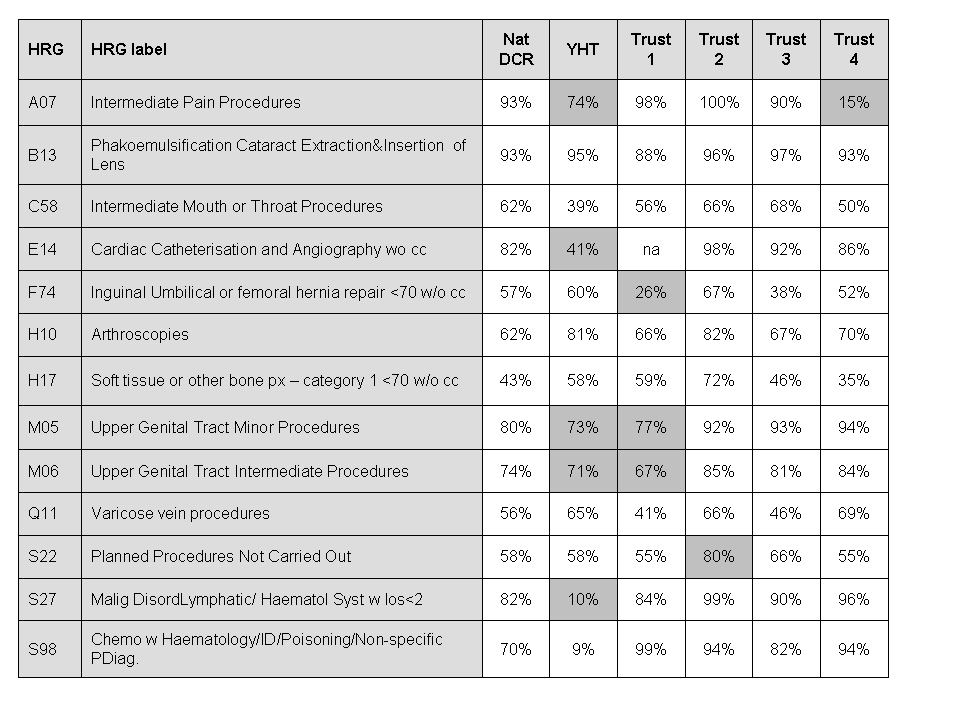 HRG HRG label Nat DCR YHT Trust 1 Trust 2 Trust 3 Trust 4
A07 Intermediate Pain Procedures 93% 74% 98% 100% 90% 15%
B13 Phakoemulsification Cataract Extraction&Insertion of
Lens 93% 95% 88% 96% 97% 93%
C58 Intermediate Mouth or Throat Procedures 62% 39% 56% 66% 68% 50%
E14 Cardiac Catheterisation and Angiography wo cc 82% 41% na 98% 92% 86%
F74 Inguinal Umbilical or femoral hernia repair <70 w/o cc 57% 60% 26% 67% 38% 52%
H10 Arthroscopies 62% 81% 66% 82% 67% 70%
H17 Soft tissue or other bone px – category 1 <70 w/o cc 43% 58% 59% 72% 46% 35%
M05 Upper Genital Tract Minor Procedures 80% 73% 77% 92% 93% 94%
M06 Upper Genital Tract Intermediate Procedures 74% 71% 67% 85% 81% 84%
Q11 Varicose vein procedures 56% 65% 41% 66% 46% 69%
S22 Planned Procedures Not Carried Out 58% 58% 55% 80% 66% 55%
S27 Malig DisordLymphatic/ Haematol Syst w los<2 82% 10% 84% 99% 90% 96%
S98 Chemo w Haematology/ID/Poisoning/Non-specific
PDiag. 70% 9% 99% 94% 82% 94%